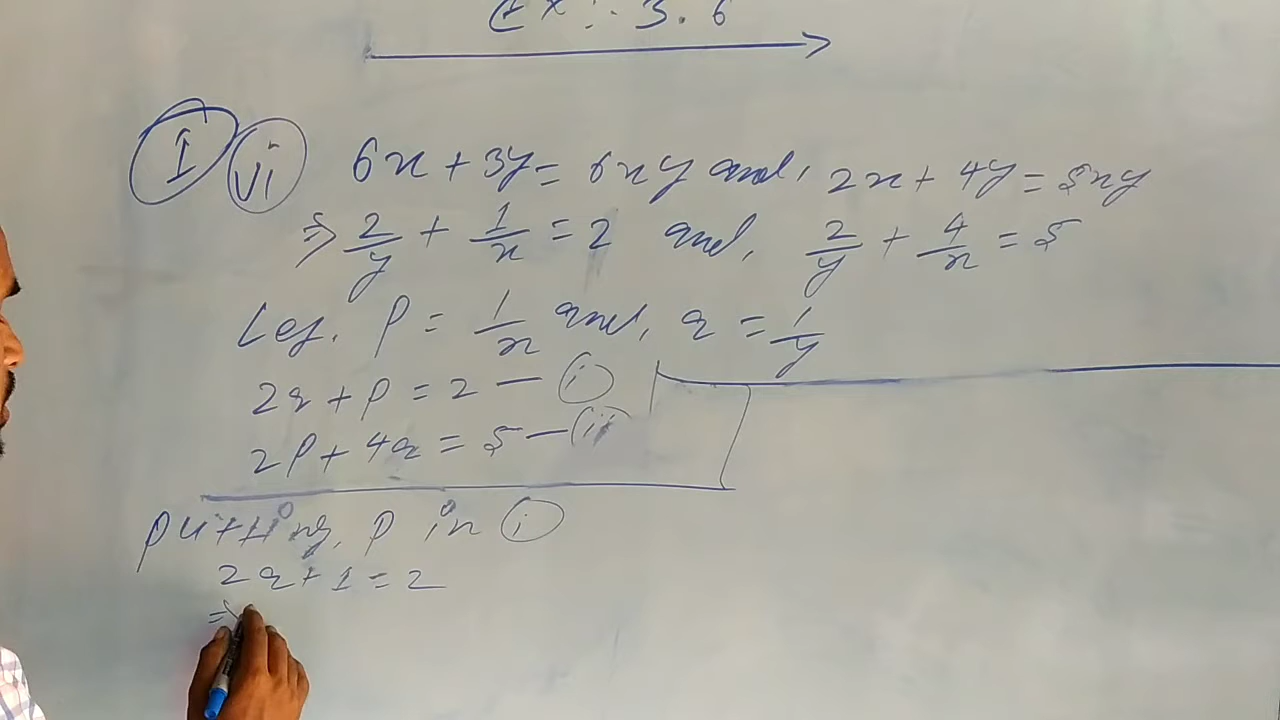 Ex :- 3.6
I vi 6x + 3y = 6xy and, 2x + 4y = 5xy
⇒ 2/y + 1/x = 2 and, 2/y + 4/x = 5
Let, P = 1/x and, q = 1/y
2q + P = 2 — (i)
2P + 4q = 5 — (ii)
putting, P in (i)
2q + 1 = 2
⇒